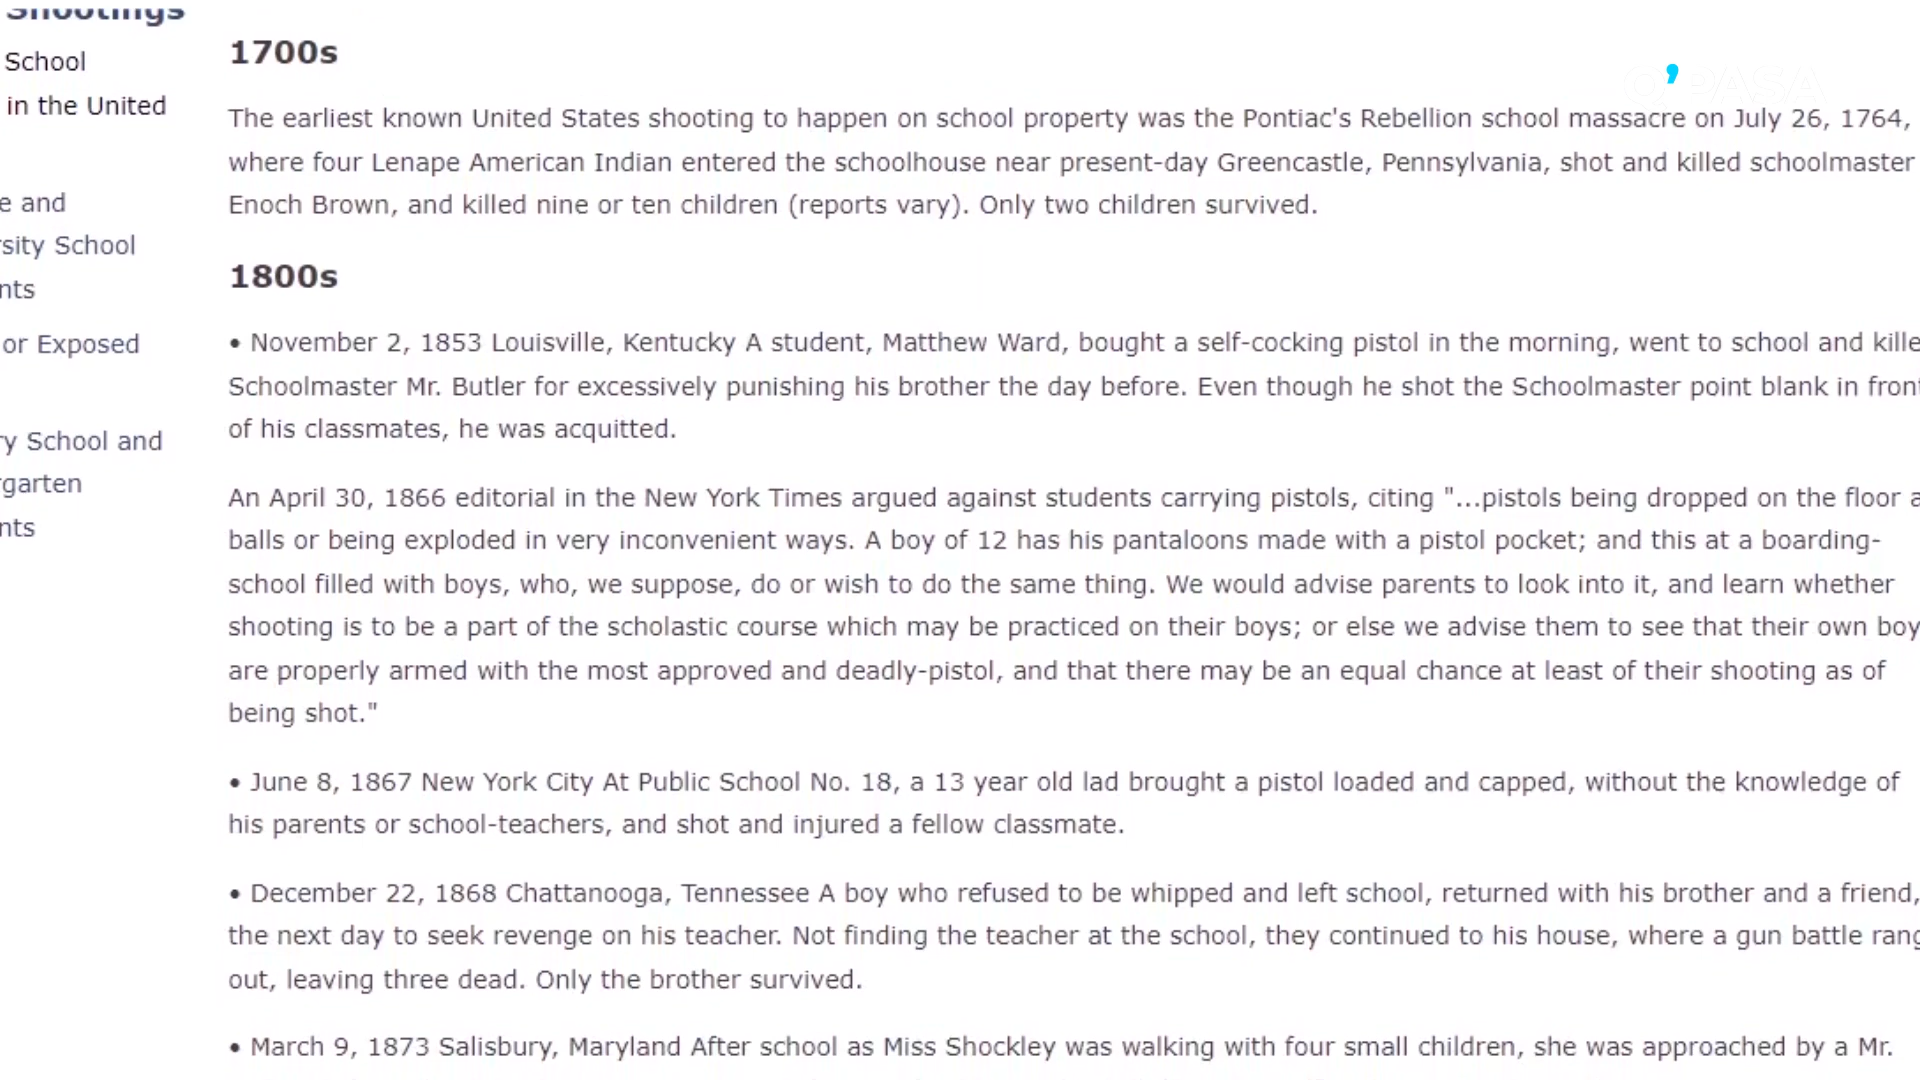 Shootings
School
in the United
e and
rsity School
nts
or Exposed
ry School and
rgarten
nts
1700s
The earliest known United States shooting to happen on school property was the Pontiac's Rebellion school massacre on July 26, 1764,
where four Lenape American Indian entered the schoolhouse near present-day Greencastle, Pennsylvania, shot and killed schoolmaster
Enoch Brown, and killed nine or ten children (reports vary). Only two children survived.
1800s
• November 2, 1853 Louisville, Kentucky A student, Matthew Ward, bought a self-cocking pistol in the morning, went to school and kille
Schoolmaster Mr. Butler for excessively punishing his brother the day before. Even though he shot the Schoolmaster point blank in front
of his classmates, he was acquitted.
An April 30, 1866 editorial in the New York Times argued against students carrying pistols, citing "...pistols being dropped on the floor a
balls or being exploded in very inconvenient ways. A boy of 12 has his pantaloons made with a pistol pocket; and this at a boarding-
school filled with boys, who, we suppose, do or wish to do the same thing. We would advise parents to look into it, and learn whether
shooting is to be a part of the scholastic course which may be practiced on their boys; or else we advise them to see that their own boy
are properly armed with the most approved and deadly-pistol, and that there may be an equal chance at least of their shooting as of
being shot."
• June 8, 1867 New York City At Public School No. 18, a 13 year old lad brought a pistol loaded and capped, without the knowledge of
his parents or school-teachers, and shot and injured a fellow classmate.
• December 22, 1868 Chattanooga, Tennessee A boy who refused to be whipped and left school, returned with his brother and a friend,
the next day to seek revenge on his teacher. Not finding the teacher at the school, they continued to his house, where a gun battle rang
out, leaving three dead. Only the brother survived.
• March 9, 1873 Salisbury, Maryland After school as Miss Shockley was walking with four small children, she was approached by a Mr.
Q'PASA